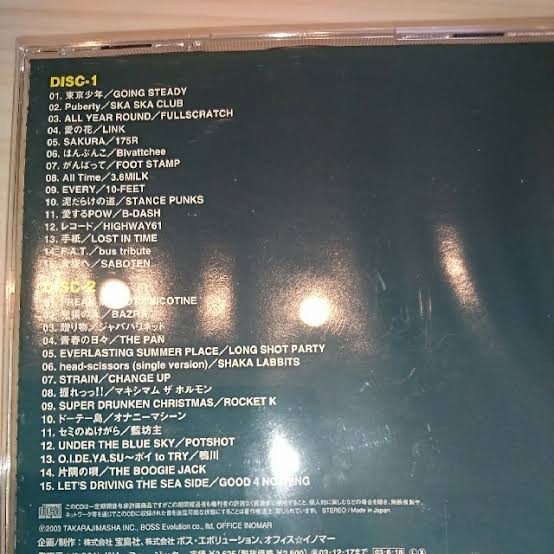 DISC-1
01. 東京少年/GOING STEADY
02. Puberty/SKA SKA CLUB
03. ALL YEAR ROUND/FULLSCRATCH
04. 愛の花/LINK
05. SAKURA/175R
06. はんぶんこ/Bivattchee
07. がんばって/FOOT STAMP
08. All Time/3.6MILK
09. EVERY/10-FEET
10. 泥だらけの道/STANCE PUNKS
11. 愛するPOW/B-DASH
12. レコード/HIGHWAY61
13. 手紙/LOST IN TIME
14. F.A.T./bus tribute
SABOTEN
DISC-2
NICOTINE
BAZRA
03. 贈り物/ジャパハリネット
04. 青春の日々/THE PAN
05. EVERLASTING SUMMER PLACE/LONG SHOT PARTY
06. head-scissors (single version)/SHAKA LABBITS
07. STRAIN/CHANGE UP
08. 握れっっ!!/マキシマム ザ ホルモン
09. SUPER DRUNKEN CHRISTMAS/ROCKET K
10. ドーテー島/オナニーマシーン
11. セミのぬけがら/藍坊主
12. UNDER THE BLUE SKY/POTSHOT
13. O.I.DE.YA.SU〜ボイ to TRY/鴨川
14. 片隅の唄/THE BOOGIE JACK
15. LET'S DRIVING THE SEA SIDE/GOOD 4 NOTHING
STEREO/Made in Japan
℗2003 TAKARAJIMASHA INC., BOSS Evolution co., ltd, OFFICE INOMAR
企画/制作:株式会社 宝島社、株式会社 ボス・エボリューション、オフィス☆イノマー